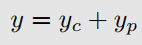 y = y_c + y_p